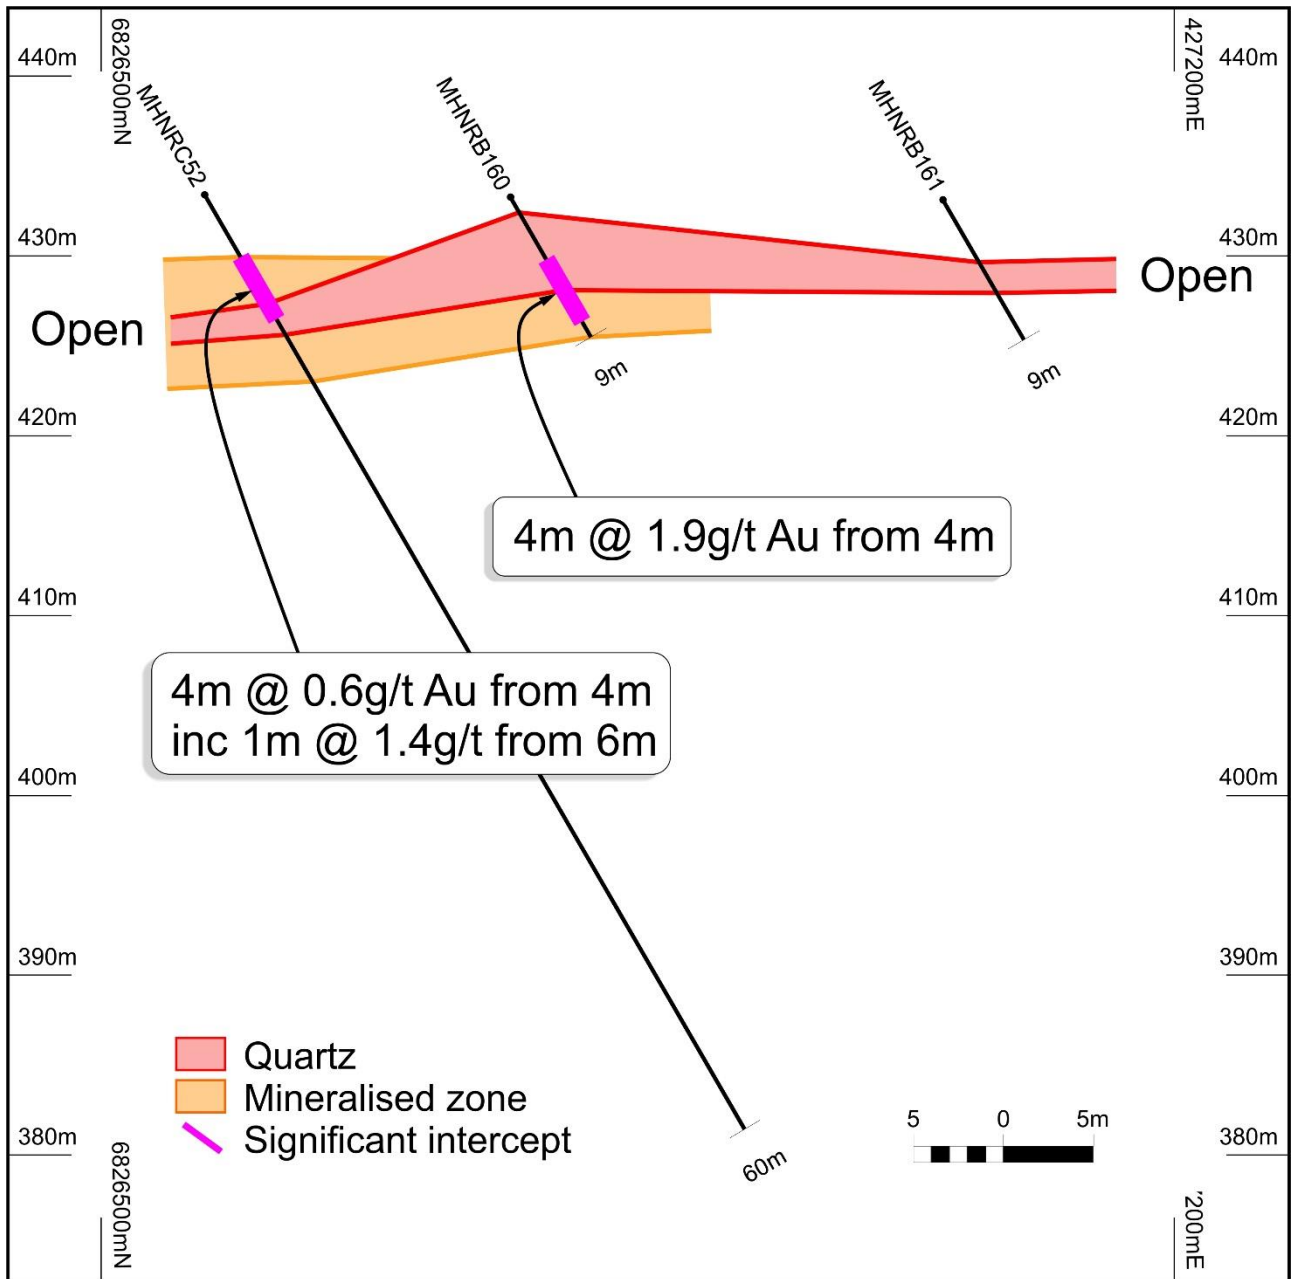 6826500mN
427200mE
440m
440m
MHNRC52
MHNRB160
MHNRB161
430m
430m
Open
Open
9m
9m
420m
420m
4m @ 1.9g/t Au from 4m
410m
410m
4m @ 0.6g/t Au from 4m
inc 1m @ 1.4g/t from 6m
400m
400m
390m
390m
Quartz
Mineralised zone
Significant intercept
5 0 5m
380m
380m
60m
6826500mN
'200mE